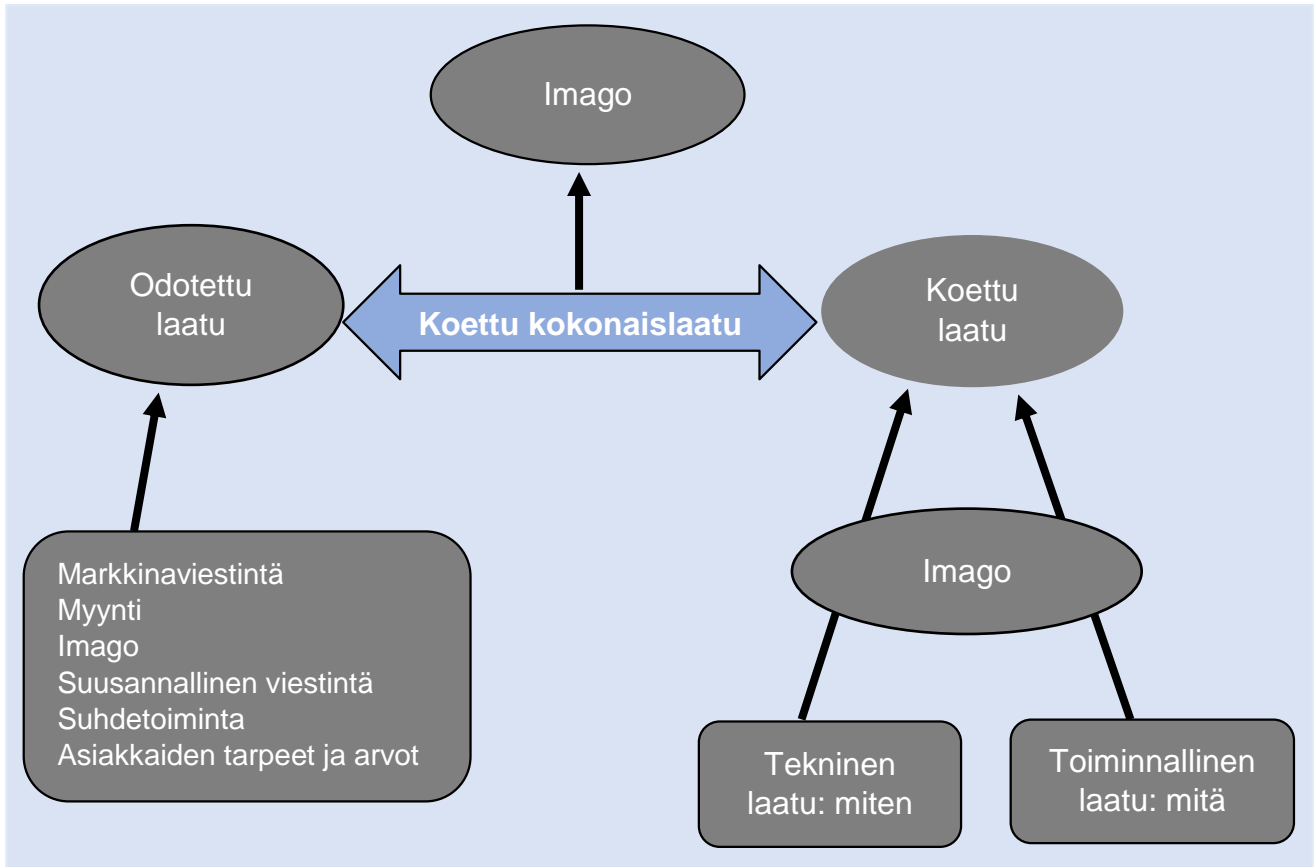 Imago
Odotettu
laatu
Koettu kokonaislaatu
Koettu
laatu
Markkinaviestintä
Myynti
Imago
Suusannallinen viestintä
Suhdetoiminta
Asiakkaiden tarpeet ja arvot
Imago
Tekninen
laatu: miten
Toiminnallinen
laatu: mitä